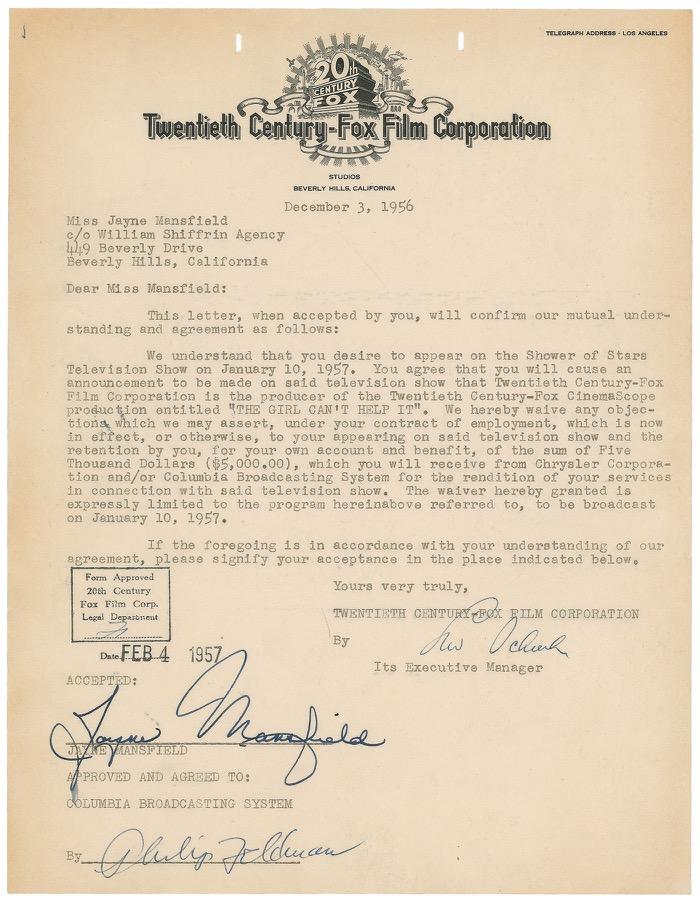 TELEGRAPH ADDRESS - LOS ANGELES
20th
CENTURY
FOX
Twentieth Century-Fox Film Corporation
STUDIOS
BEVERLY HILLS, CALIFORNIA
December 3, 1956
Miss Jayne Mansfield
c/o William Shiffrin Agency
449 Beverly Drive
Beverly Hills, California
Dear Miss Mansfield:
This letter, when accepted by you, will confirm our mutual under-
standing and agreement as follows:
We understand that you desire to appear on the Shower of Stars
Television Show on January 10, 1957. You agree that you will cause an
announcement to be made on said television show that Twentieth Century-Fox
Film Corporation is the producer of the Twentieth Century-Fox CinemaScope
production entitled "THE GIRL CAN'T HELP IT". We hereby waive any objec-
tions which we may assert, under your contract of employment, which is now
in effect, or otherwise, to your appearing on said television show and the
retention by you, for your own account and benefit, of the sum of Five
Thousand Dollars ($5,000.00), which you will receive from Chrysler Corpora-
tion and/or Columbia Broadcasting System for the rendition of your services
in connection with said television show. The waiver hereby granted is
expressly limited to the program hereinabove referred to, to be broadcast
on January 10, 1957.
If the foregoing is in accordance with your understanding of our
agreement, please signify your acceptance in the place indicated below.
Form Approved
20th Century
Fox Film Corp.
Legal Department
Date FEB 4 1957
Yours very truly,
TWENTIETH CENTURY-FOX FILM CORPORATION
By
Its Executive Manager
ACCEPTED:
Jayne Mansfield
JAYNE MANSFIELD
APPROVED AND AGREED TO:
COLUMBIA BROADCASTING SYSTEM
By Philip Feldman